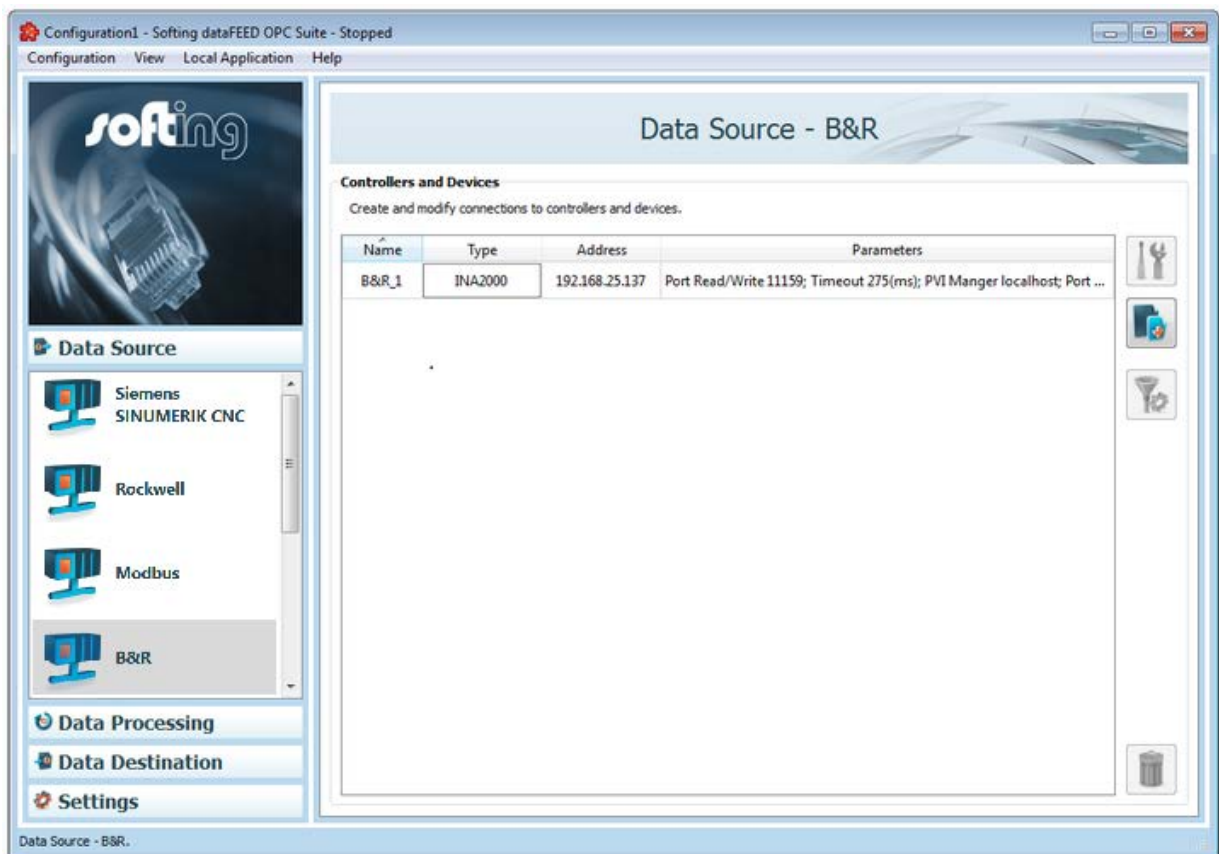 Configuration1 - Softing dataFEED OPC Suite - Stopped
Configuration View Local Application Help
softing
Data Source - B&R
Controllers and Devices
Create and modify connections to controllers and devices.
Name Type Address Parameters
B&R_1 INA2000 192.168.25.137 Port Read/Write 11159; Timeout 275(ms); PVI Manger localhost; Port ...
Data Source
Siemens
SINUMERIK CNC
Rockwell
Modbus
B&R
Data Processing
Data Destination
Settings
Data Source - B&R.